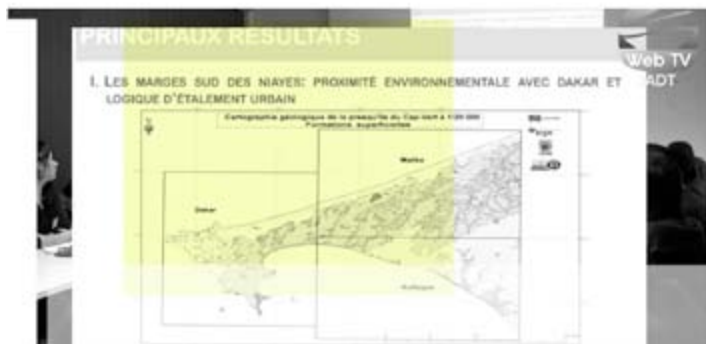 PRINCIPAUX RÉSULTATS
Web TV
ADT
I. LES MARGES SUD DES NIAYES: PROXIMITÉ ENVIRONNEMENTALE AVEC DAKAR ET
LOGIQUE D'ÉTALEMENT URBAIN
Cartographie géologique de la presqu'île du Cap-Vert à 1/20 000
Formations superficielles
Dakar